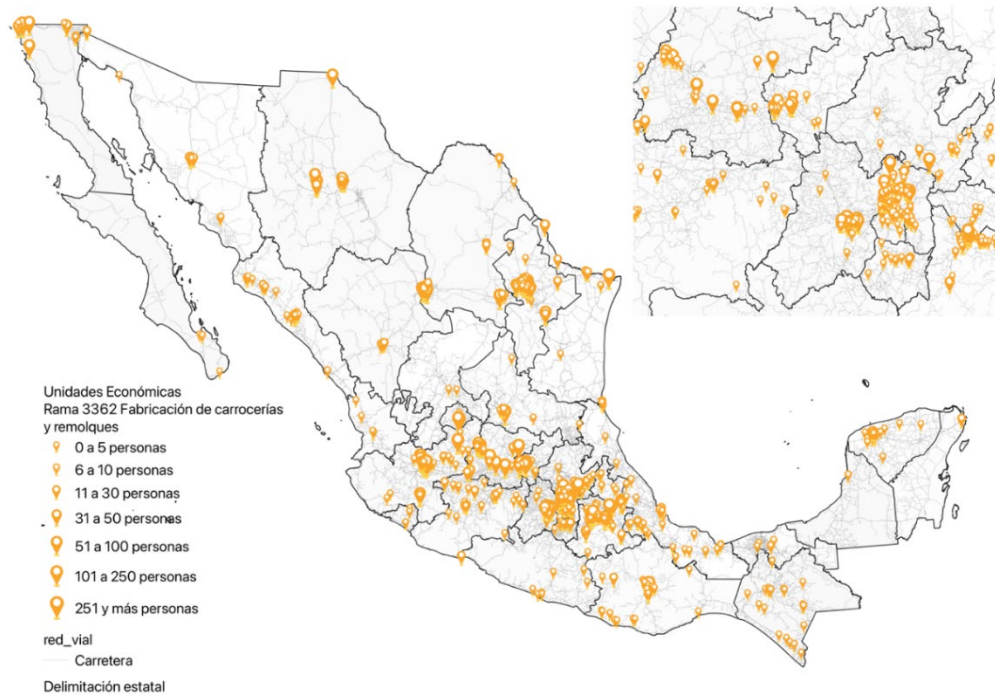 Unidades Económicas
Rama 3362 Fabricación de carrocerías
y remolques
0 a 5 personas
6 a 10 personas
11 a 30 personas
31 a 50 personas
51 a 100 personas
101 a 250 personas
251 y más personas
red_vial
Carretera
Delimitación estatal